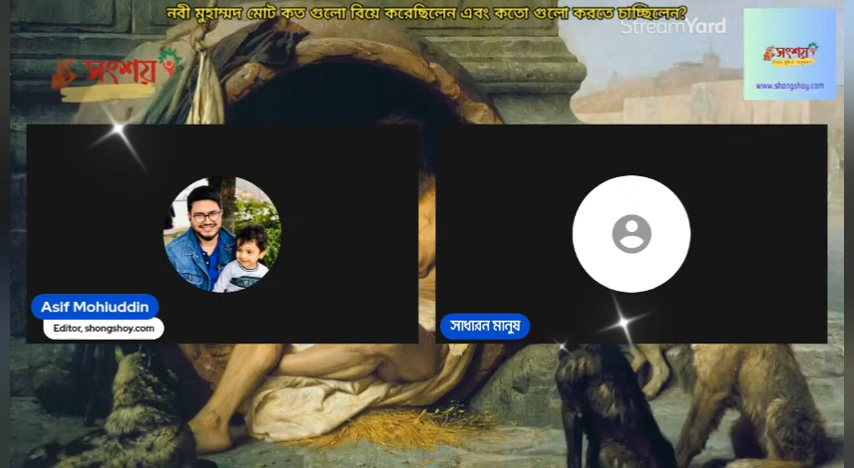 নবী মুহাম্মদ মোট কত গুলো বিয়ে করেছিলেন এবং কতো গুলো করতে চাচ্ছিলেন?
StreamYard
সংশয়
সংশয়
www.shongshoy.com
Asif Mohiuddin
Editor, shongshoy.com
সাধারন মানুষ